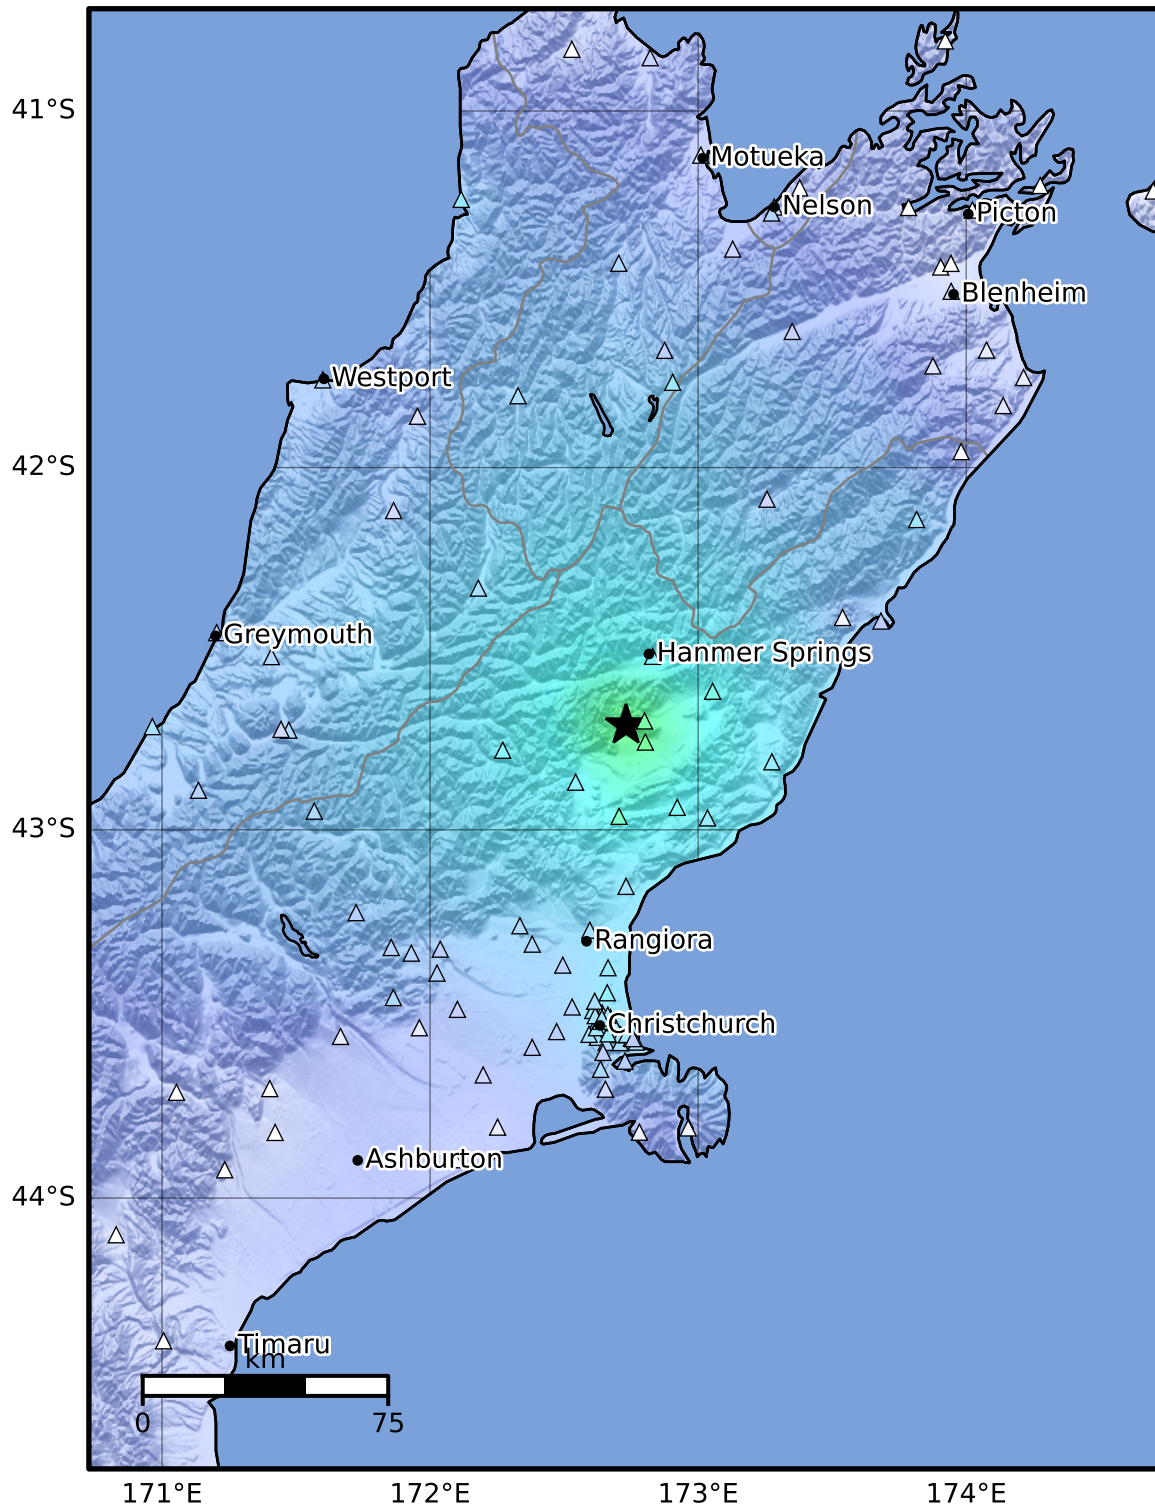 41°S
Motueka
Nelson
Picton
Blenheim
Westport
42°S
Greymouth
Hanmer Springs
43°S
Rangiora
Christchurch
Ashburton
44°S
Timaru
km
0 75
171°E 172°E 173°E 174°E